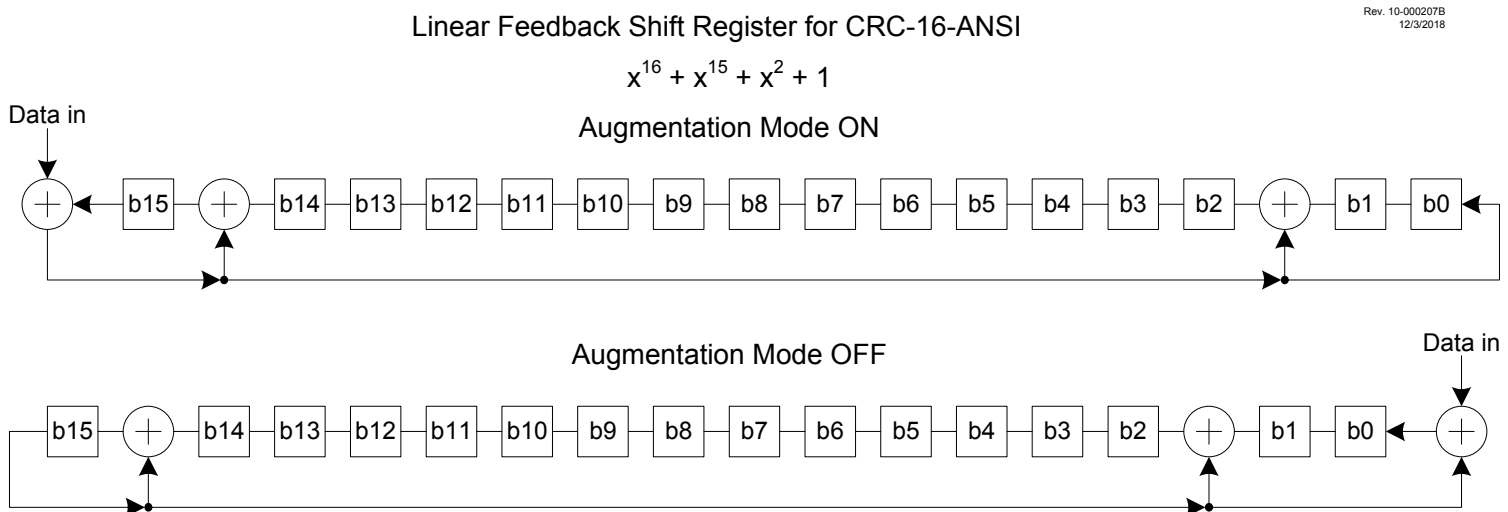 Rev. 10-000207B
12/3/2018
Linear Feedback Shift Register for CRC-16-ANSI
x^16 + x^15 + x^2 + 1
Augmentation Mode ON
Data in
b15 b14 b13 b12 b11 b10 b9 b8 b7 b6 b5 b4 b3 b2 b1 b0
Augmentation Mode OFF
Data in
b15 b14 b13 b12 b11 b10 b9 b8 b7 b6 b5 b4 b3 b2 b1 b0